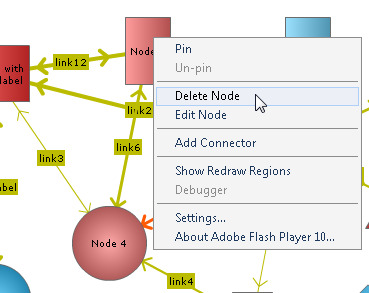 with
label
link12
Node
link2
link6
link3
abel
Node 4
link4
Pin
Un-pin
Delete Node
Edit Node
Add Connector
Show Redraw Regions
Debugger
Settings...
About Adobe Flash Player 10...